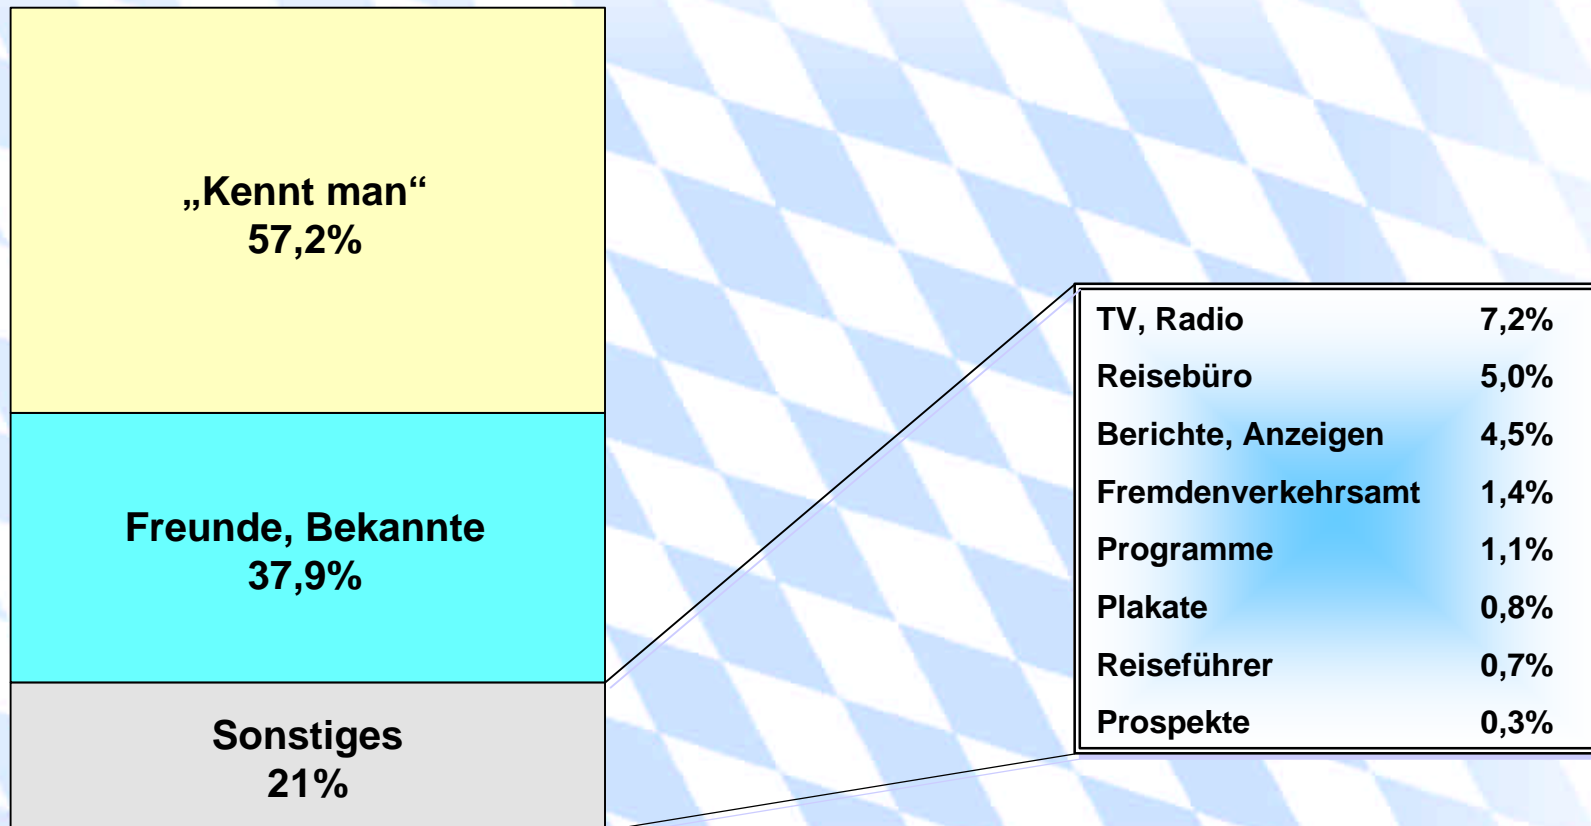 „Kennt man“
57,2%
Freunde, Bekannte
37,9%
Sonstiges
21%
TV, Radio 7,2%
Reisebüro 5,0%
Berichte, Anzeigen 4,5%
Fremdenverkehrsamt 1,4%
Programme 1,1%
Plakate 0,8%
Reiseführer 0,7%
Prospekte 0,3%